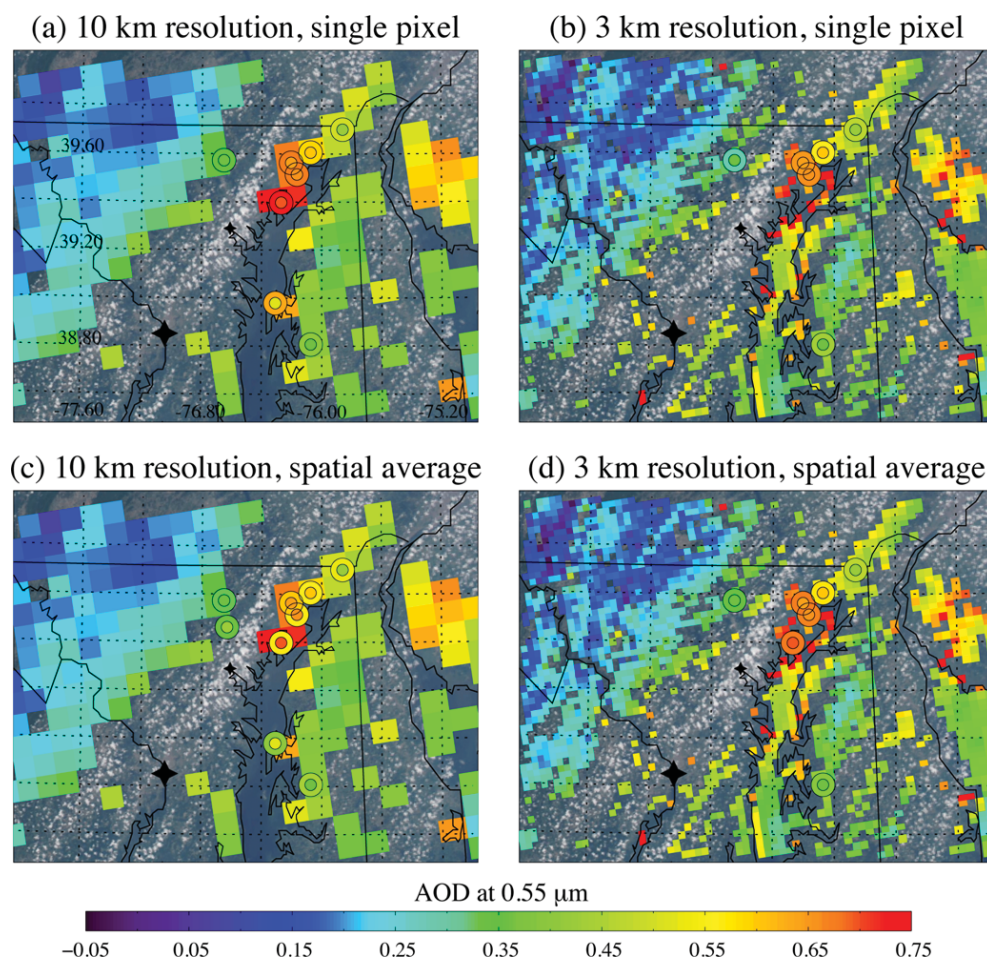 (a) 10 km resolution, single pixel
(b) 3 km resolution, single pixel
39.60
39.20
38.80
-77.60
-76.80
-76.00
-75.20
(c) 10 km resolution, spatial average
(d) 3 km resolution, spatial average
AOD at 0.55 μm
−0.05 0.05 0.15 0.25 0.35 0.45 0.55 0.65 0.75